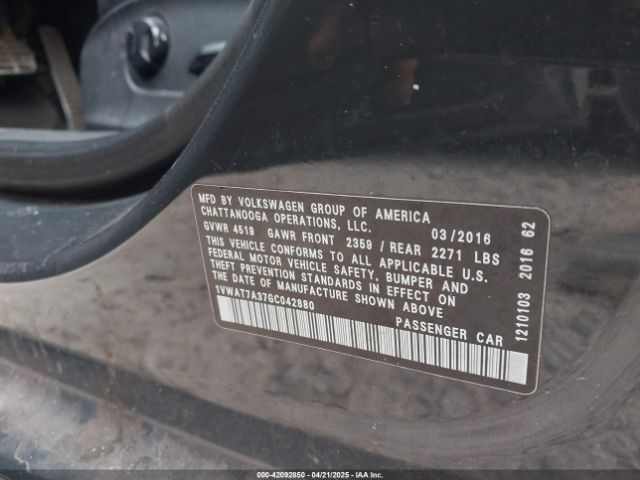 MFD BY VOLKSWAGEN GROUP OF AMERICA
CHATTANOOGA OPERATIONS, LLC. 03/2016
GVWR 4519 GAWR FRONT 2359 / REAR 2271 LBS
THIS VEHICLE CONFORMS TO ALL APPLICABLE U.S.
FEDERAL MOTOR VEHICLE SAFETY, BUMPER AND
THEFT PREVENTION STANDARDS IN EFFECT ON
THE DATE OF MANUFACTURE SHOWN ABOVE
1VWAT7A37GC042880
PASSENGER CAR
1210103 2016 62
000-42092850 - 04/21/2025 - IAA Inc.